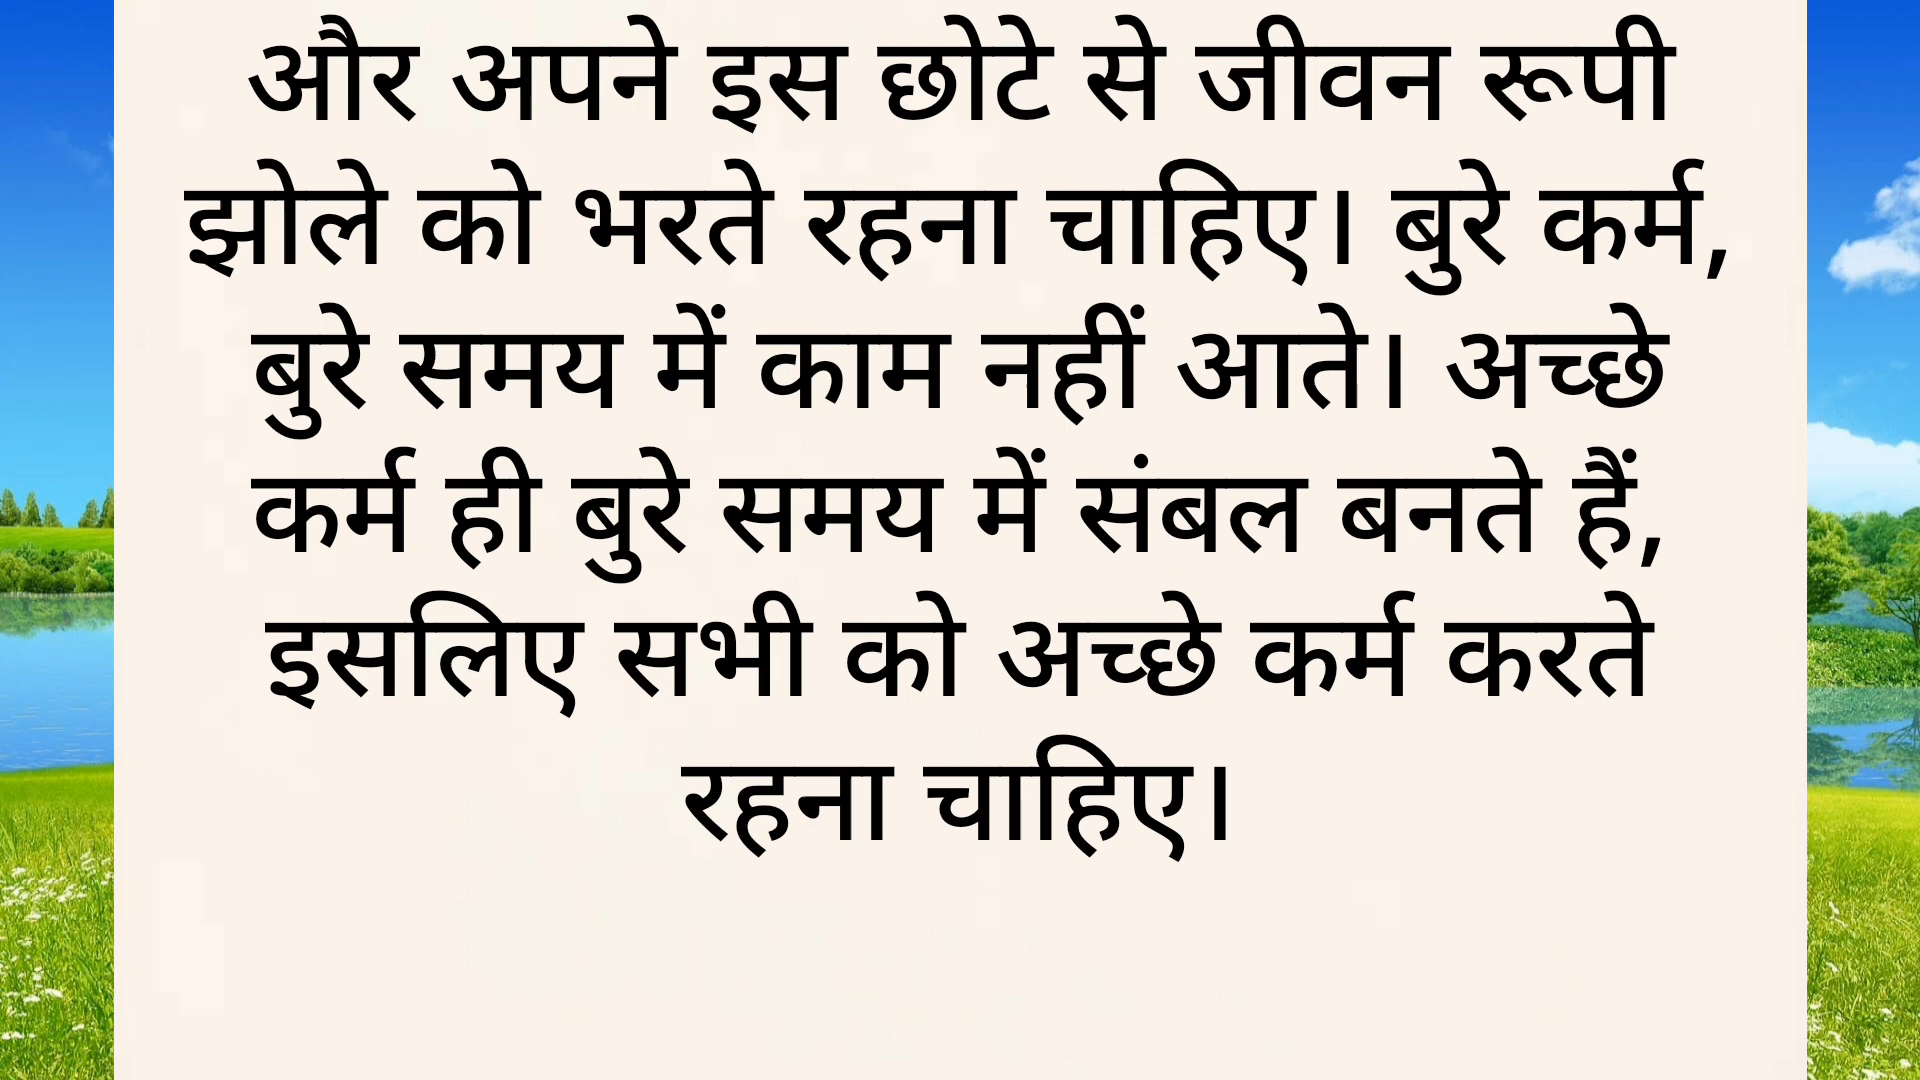 और अपने इस छोटे से जीवन रूपी
झोले को भरते रहना चाहिए। बुरे कर्म,
बुरे समय में काम नहीं आते। अच्छे
कर्म ही बुरे समय में संबल बनते हैं,
इसलिए सभी को अच्छे कर्म करते
रहना चाहिए।